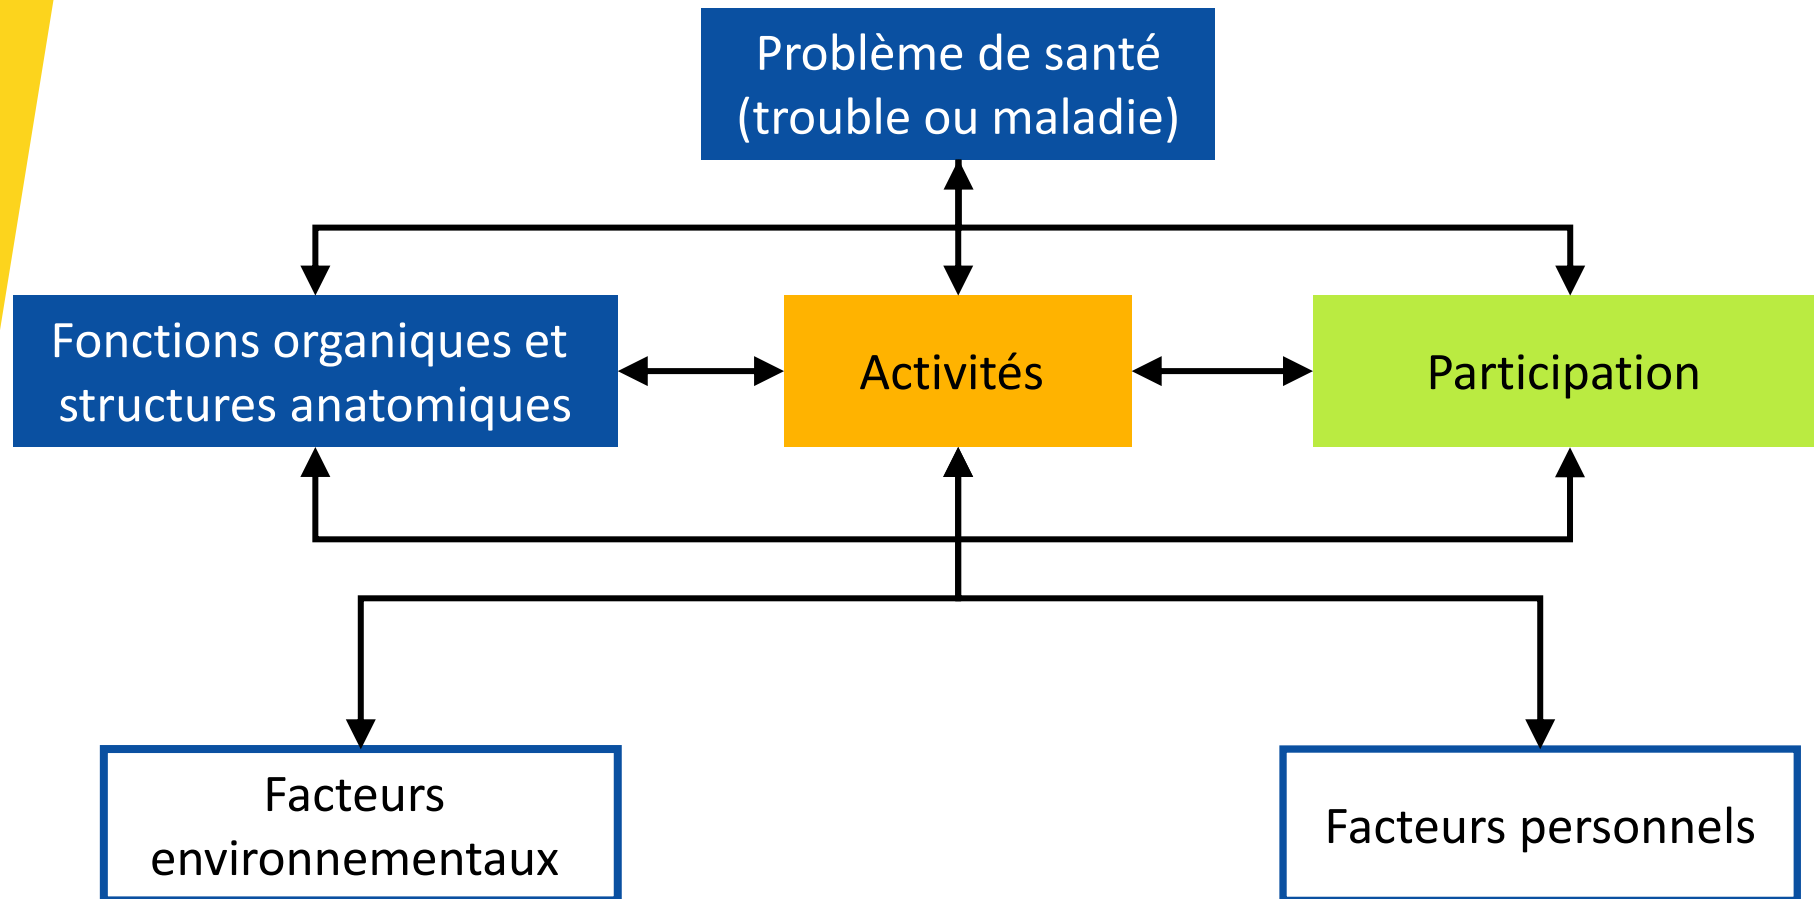 Problème de santé
(trouble ou maladie)
Fonctions organiques et
structures anatomiques
Activités
Participation
Facteurs
environnementaux
Facteurs personnels